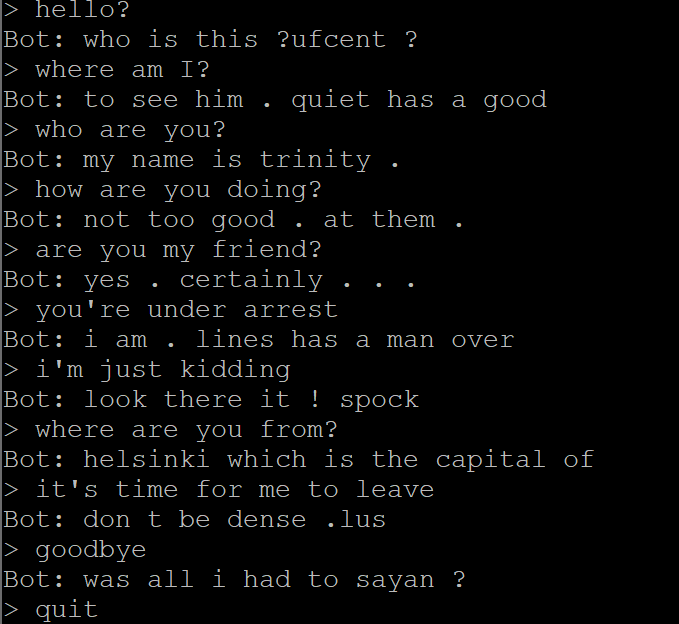 > hello?
Bot: who is this ?ufcent ?
> where am I?
Bot: to see him . quiet has a good
> who are you?
Bot: my name is trinity .
> how are you doing?
Bot: not too good . at them .
> are you my friend?
Bot: yes . certainly . . .
> you're under arrest
Bot: i am . lines has a man over
> i'm just kidding
Bot: look there it ! spock
> where are you from?
Bot: helsinki which is the capital of
> it's time for me to leave
Bot: don t be dense .lus
> goodbye
Bot: was all i had to sayan ?
> quit